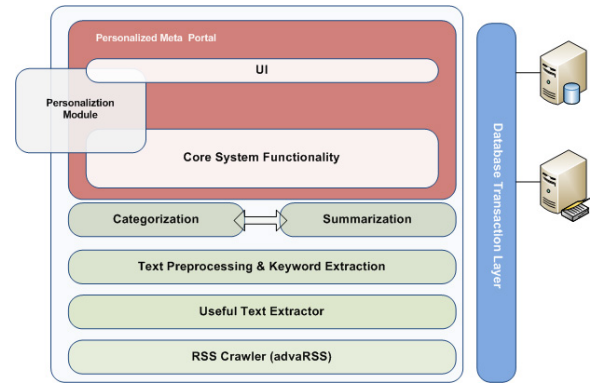 Personalized Meta Portal
UI
Personaliztion
Module
Core System Functionality
Categorization
Summarization
Text Preprocessing & Keyword Extraction
Useful Text Extractor
RSS Crawler (advaRSS)
Database Transaction Layer